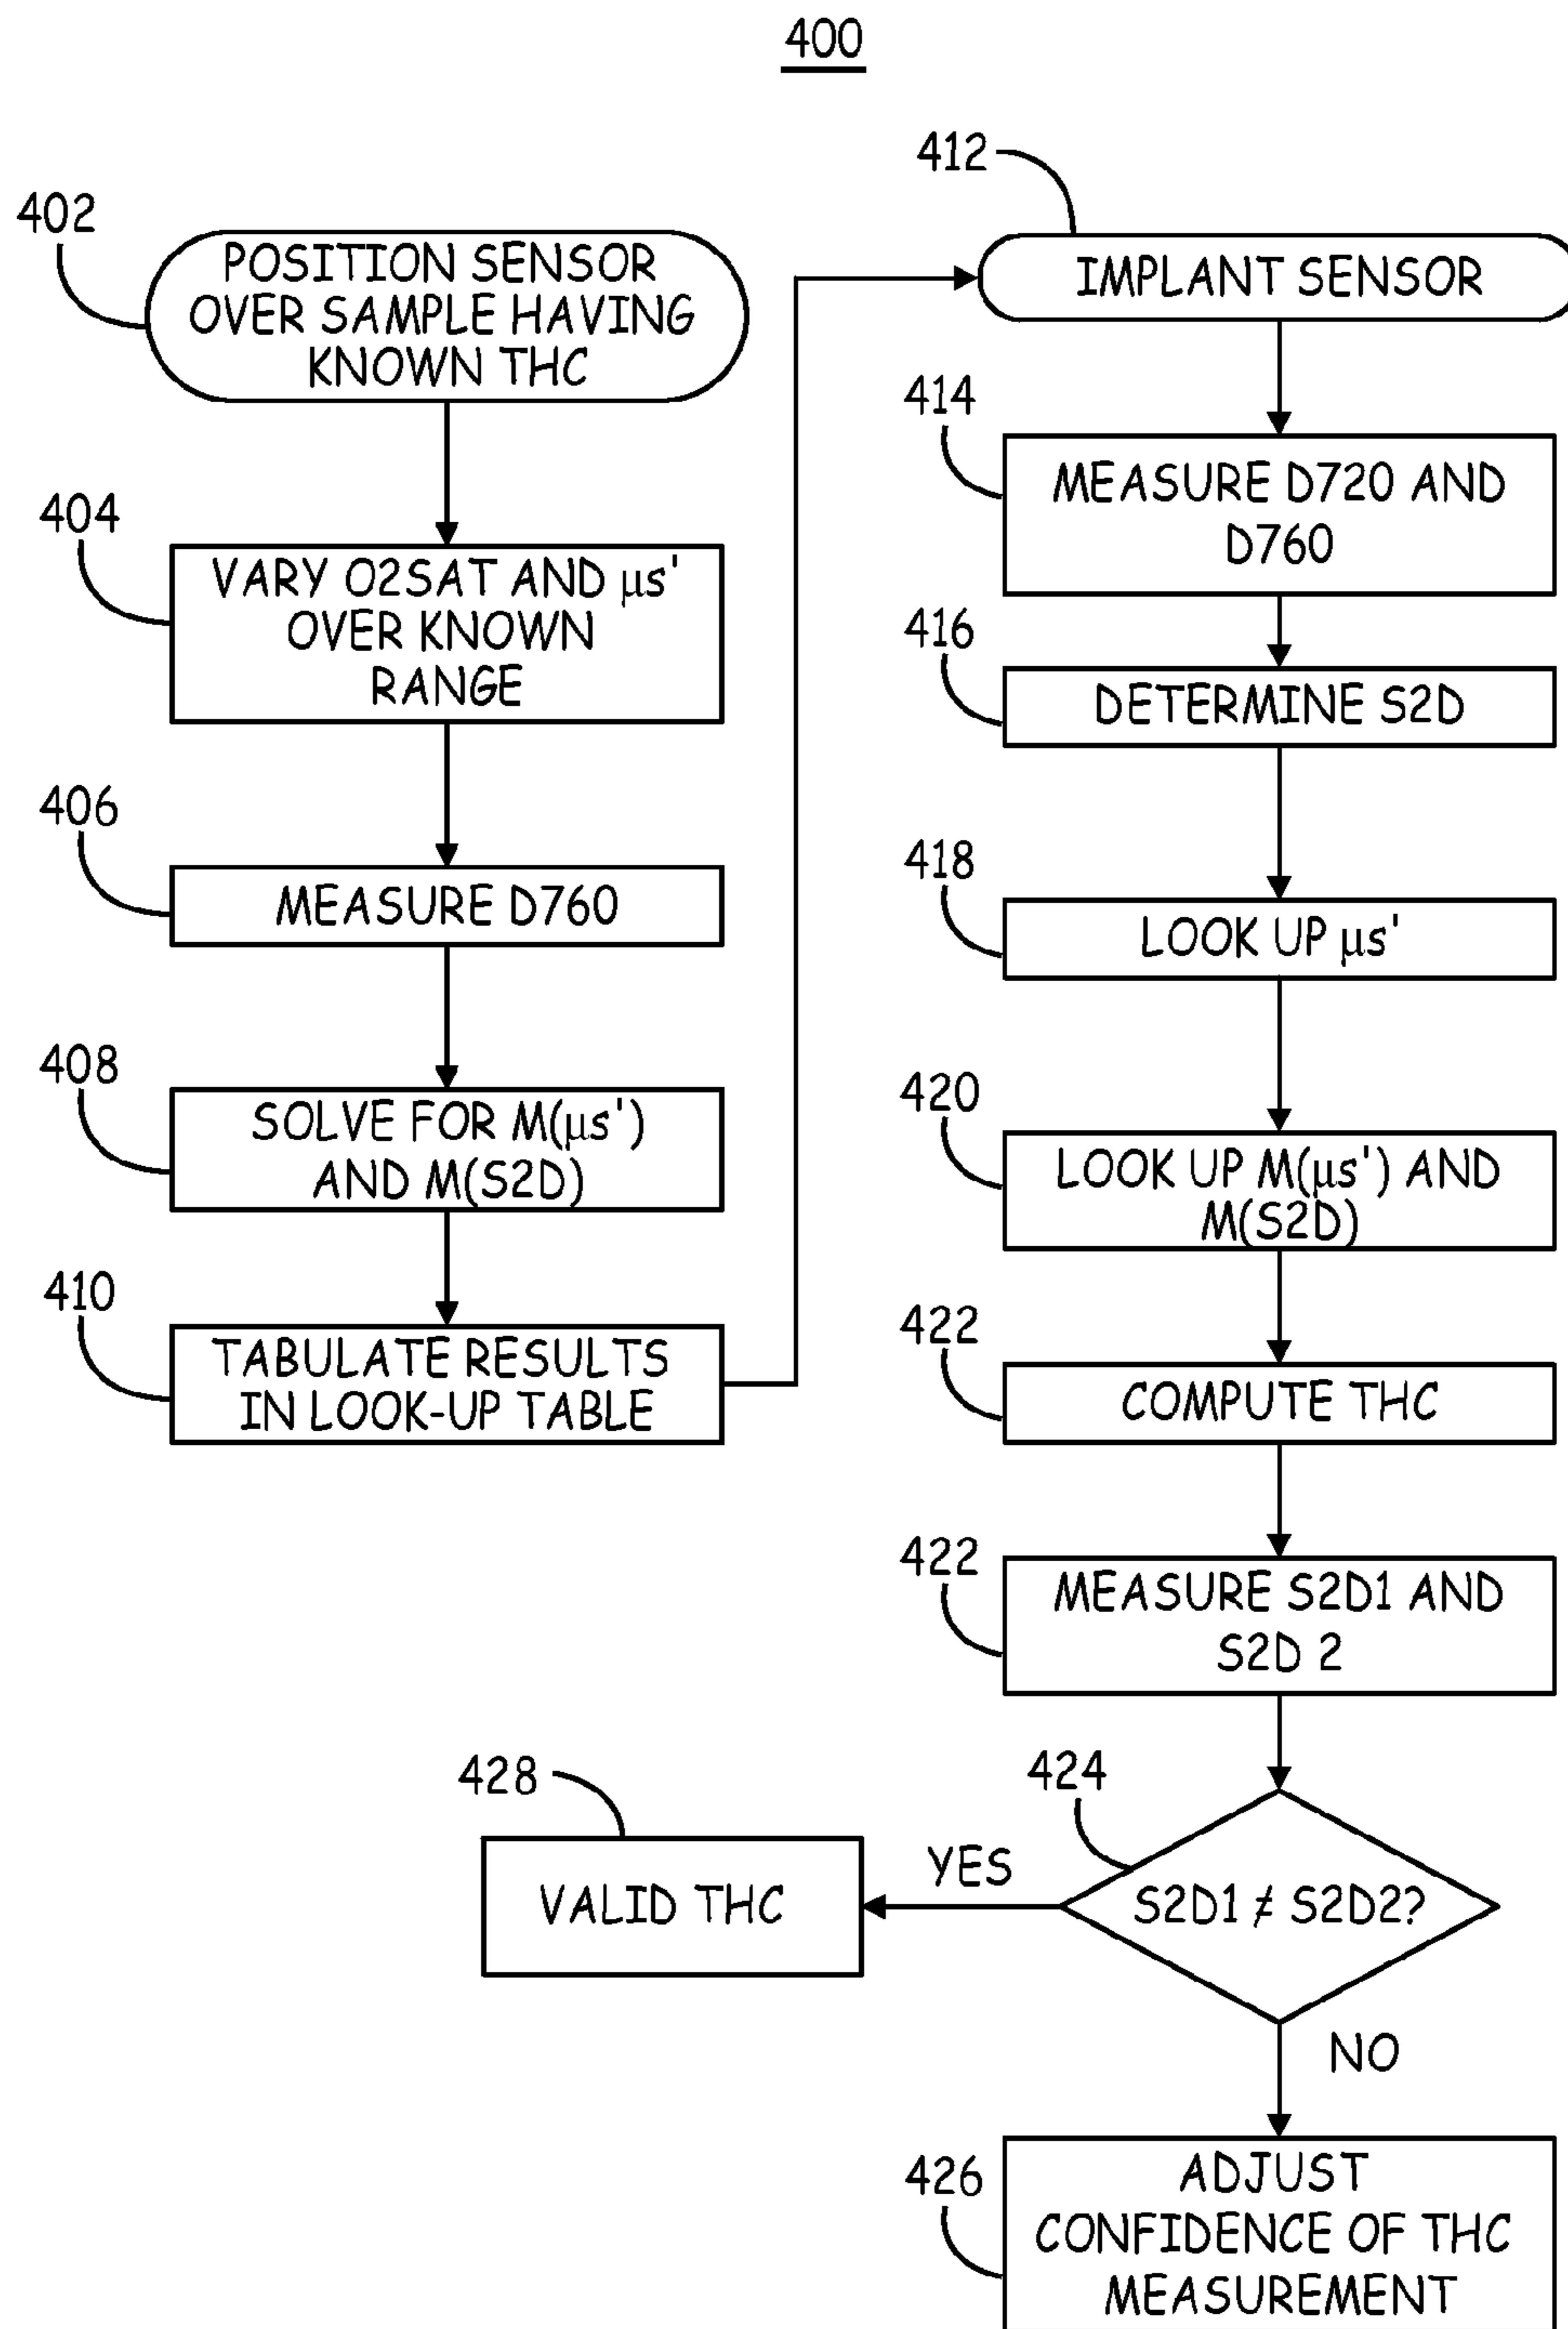 400
402
POSITION SENSOR
OVER SAMPLE HAVING
KNOWN THC
404
VARY O2SAT AND µs'
OVER KNOWN
RANGE
406
MEASURE D760
408
SOLVE FOR M(µs')
AND M(S2D)
410
TABULATE RESULTS
IN LOOK-UP TABLE
412
IMPLANT SENSOR
414
MEASURE D720 AND
D760
416
DETERMINE S2D
418
LOOK UP µs'
420
LOOK UP M(µs') AND
M(S2D)
422
COMPUTE THC
422
MEASURE S2D1 AND
S2D 2
424
S2D1 ≠ S2D2?
YES
428
VALID THC
NO
426
ADJUST
CONFIDENCE OF THC
MEASUREMENT